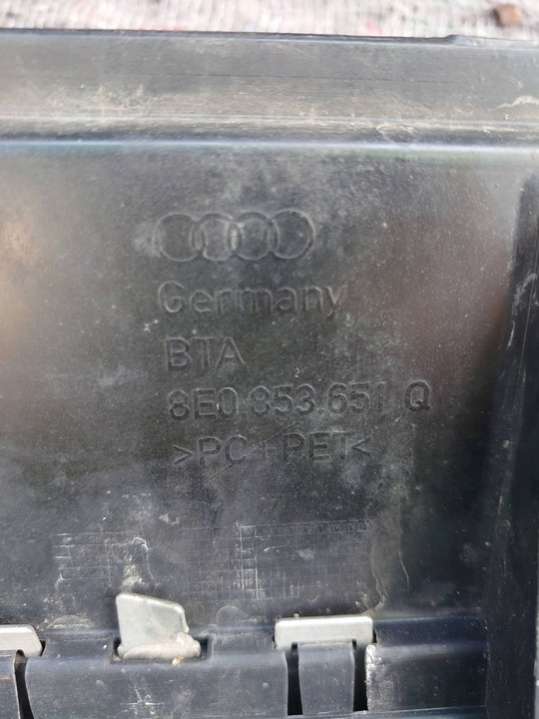 Germany
BTA
8E0 853 651 Q
>PC+PET<